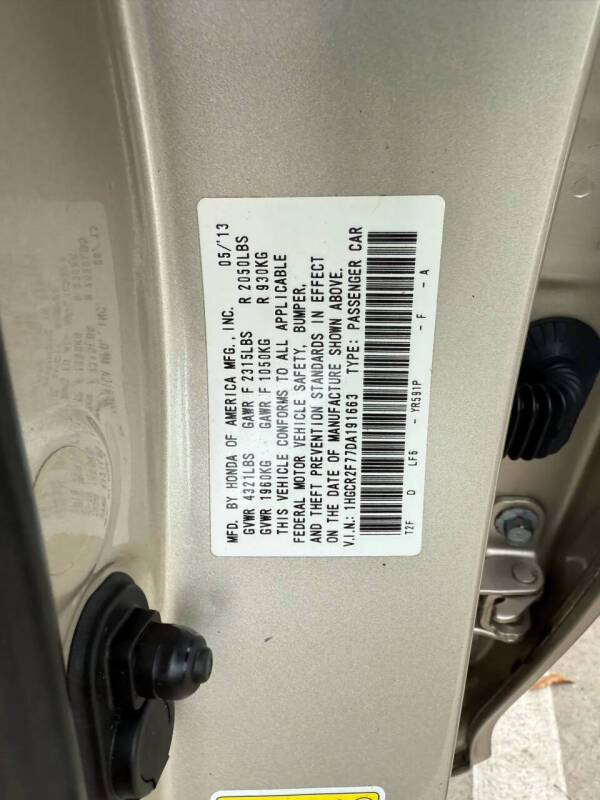 MFD. BY HONDA OF AMERICA MFG., INC. 05/'13
GVWR 4321LBS GAWR F 2315LBS R 2050LBS
GVWR 1960KG GAWR F 1050KG R 930KG
THIS VEHICLE CONFORMS TO ALL APPLICABLE
FEDERAL MOTOR VEHICLE SAFETY, BUMPER,
AND THEFT PREVENTION STANDARDS IN EFFECT
ON THE DATE OF MANUFACTURE SHOWN ABOVE.
V.I.N.: 1HGCR2F77DA191663 TYPE: PASSENGER CAR
T2F D LF6 - YR591P - F - A